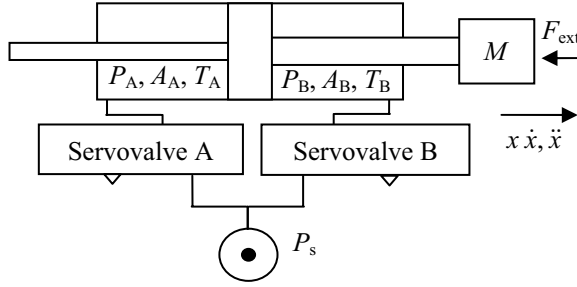 M
F_ext
P_A, A_A, T_A
P_B, A_B, T_B
Servovalve A
Servovalve B
x ẋ, ẍ
P_s